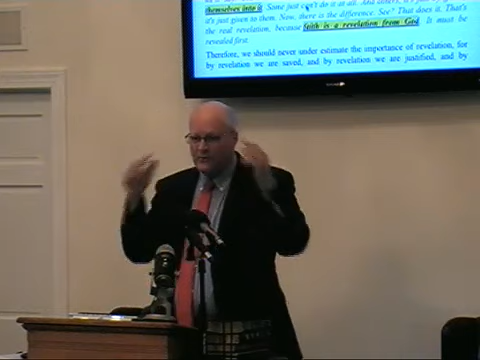 themselves into it. Some just can't do it at all. And others, it's just
it's just given to them. Now, there is the difference. See? That does it. That's
the real revelation, because faith is a revelation from God. It must be
revealed first.
Therefore, we should never under estimate the importance of revelation, for
by revelation we are saved, and by revelation we are justified, and by